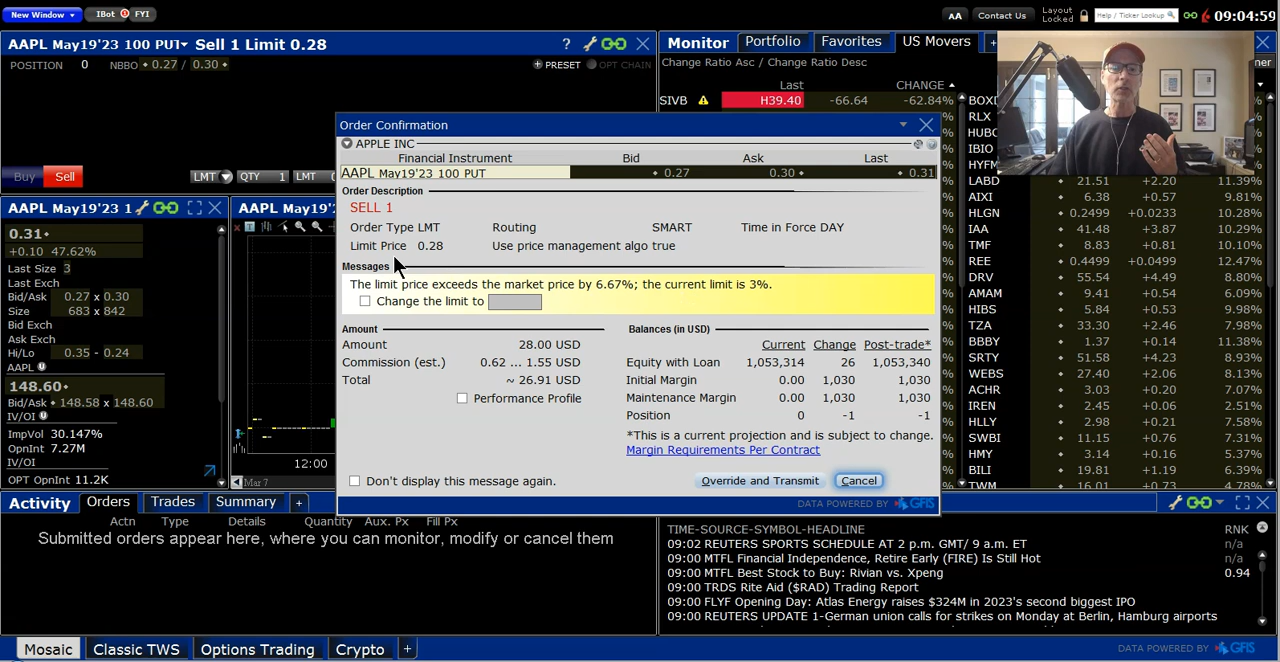 New Window IBot FYI
AA Contact Us Layout Locked Help / Ticker Lookup 09:04:59
AAPL May19'23 100 PUT Sell 1 Limit 0.28 ?
POSITION 0 NBBO 0.27 / 0.30 PRESET OPT CHAIN
Buy Sell LMT QTY 1 LMT
Monitor Portfolio Favorites US Movers +
Change Ratio Asc / Change Ratio Desc
Last CHANGE
SIVB H39.40 -66.64 -62.84%
AAPL May19'23 1
0.31
+0.10 47.62%
Last Size 3
Last Exch
Bid/Ask 0.27 x 0.30
Size 683 x 842
Bid Exch
Ask Exch
Hi/Lo 0.35 - 0.24
AAPL
148.60
Bid/Ask 148.58 148.60
IV/OI
ImpVol 30.147%
OpnInt 7.27M
IV/OI
OPT OpnInt 11.2K
AAPL May19'
12:00
Mar 7
Order Confirmation
APPLE INC
Financial Instrument Bid Ask Last
AAPL May19'23 100 PUT 0.27 0.30 0.31
Order Description
SELL 1
Order Type LMT Routing SMART Time in Force DAY
Limit Price 0.28 Use price management algo true
Messages
The limit price exceeds the market price by 6.67%; the current limit is 3%.
Change the limit to
Amount Balances (in USD)
Amount 28.00 USD
Commission (est.) 0.62 ... 1.55 USD
Total ~ 26.91 USD
Performance Profile
Current Change Post-trade*
Equity with Loan 1,053,314 26 1,053,340
Initial Margin 0.00 1,030 1,030
Maintenance Margin 0.00 1,030 1,030
Position 0 -1 -1
*This is a current projection and is subject to change.
Margin Requirements Per Contract
Don't display this message again. Override and Transmit Cancel
DATA POWERED BY GFIS
RLX
HUBC
IBIO
HYFM
LABD 21.51 +2.20 11.39%
AIXI 6.38 +0.57 9.81%
HLGN 0.2499 +0.0233 10.28%
IAA 41.48 +3.87 10.29%
TMF 8.83 +0.81 10.10%
REE 0.4499 +0.0499 12.47%
DRV 55.54 +4.49 8.80%
AMAM 9.41 +0.54 6.09%
HIBS 5.84 +0.53 9.98%
TZA 33.30 +2.46 7.98%
BBBY 1.37 +0.14 11.38%
SRTY 51.58 +4.23 8.93%
WEBS 27.40 +2.06 8.13%
ACHR 3.03 +0.20 7.07%
IREN 2.45 +0.06 2.51%
HLLY 2.98 +0.21 7.58%
SWBI 11.15 +0.76 7.31%
HMY 3.14 +0.16 5.37%
BILI 19.81 +1.19 6.39%
TWM 16.01 +0.73 4.78%
Activity Orders Trades Summary +
Actn Type Details Quantity Aux. Px Fill Px
Submitted orders appear here, where you can monitor, modify or cancel them
TIME-SOURCE-SYMBOL-HEADLINE RNK
09:02 REUTERS SPORTS SCHEDULE AT 2 p.m. GMT/ 9 a.m. ET n/a
09:00 MTFL Financial Independence, Retire Early (FIRE) Is Still Hot n/a
09:00 MTFL Best Stock to Buy: Rivian vs. Xpeng 0.94
09:00 TRDS Rite Aid ($RAD) Trading Report
09:00 FLYF Opening Day: Atlas Energy raises $324M in 2023's second biggest IPO
09:00 REUTERS UPDATE 1-German union calls for strikes on Monday at Berlin, Hamburg airports
Mosaic Classic TWS Options Trading Crypto +
DATA POWERED BY GFIS